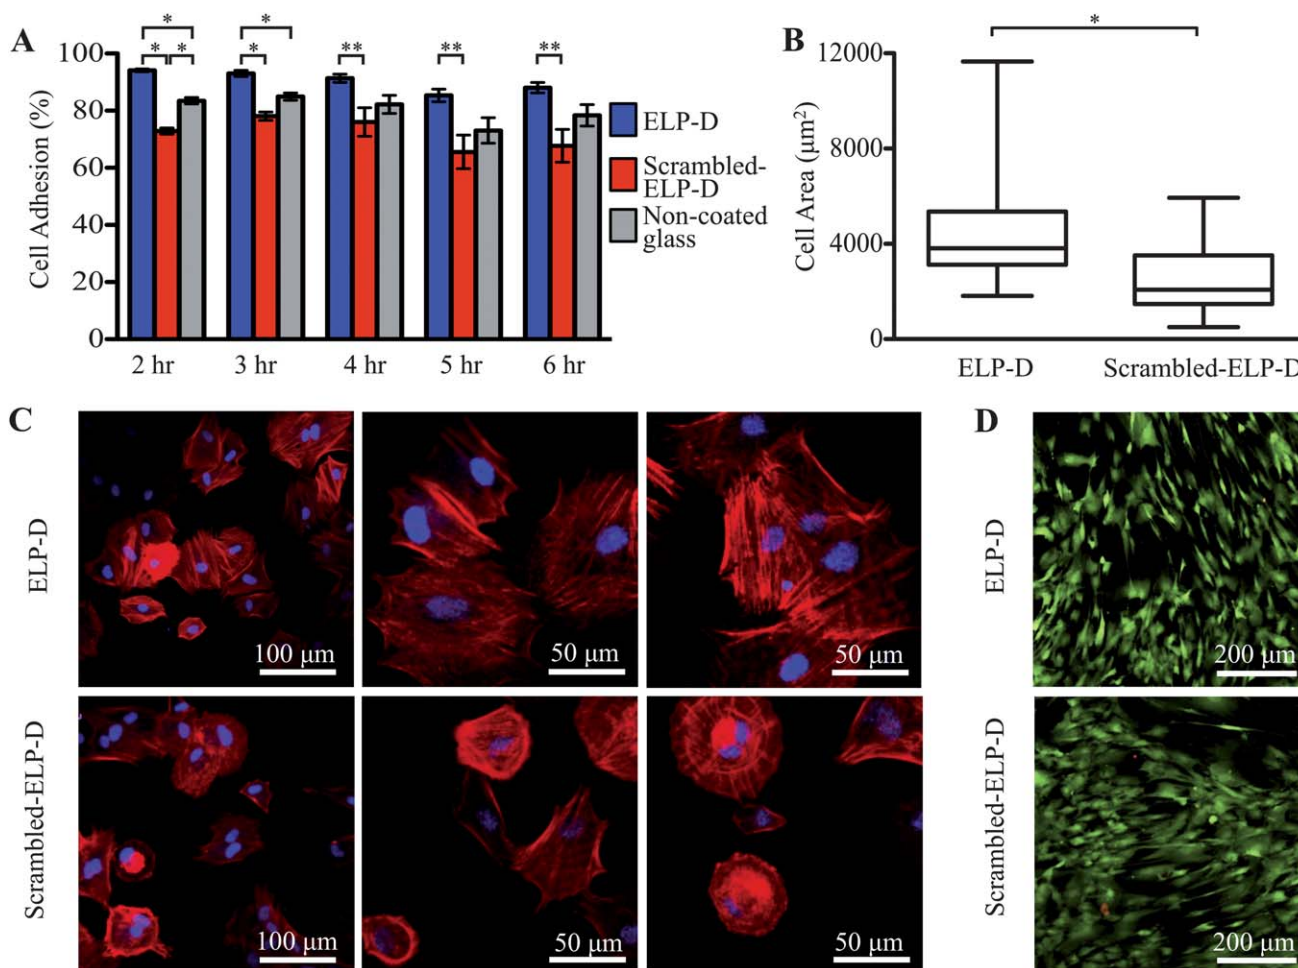 A
* *
* * * ** ** **
100
80
60
40
20
0
Cell Adhesion (%)
2 hr 3 hr 4 hr 5 hr 6 hr
ELP-D
Scrambled-
ELP-D
Non-coated
glass
B
*
12000
8000
4000
0
Cell Area (μm²)
ELP-D Scrambled-ELP-D
C
ELP-D
100 μm 50 μm 50 μm
Scrambled-ELP-D
100 μm 50 μm 50 μm
D
ELP-D
200 μm
Scrambled-ELP-D
200 μm